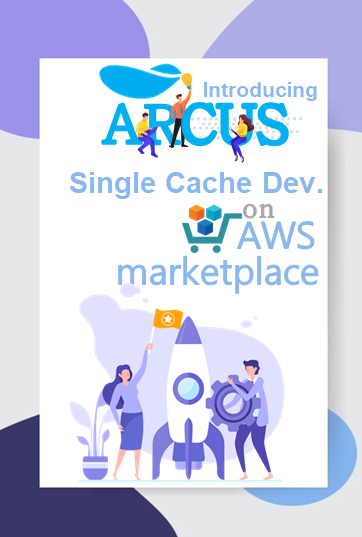 Introducing
ARCUS
Single Cache Dev.
on
AWS
marketplace